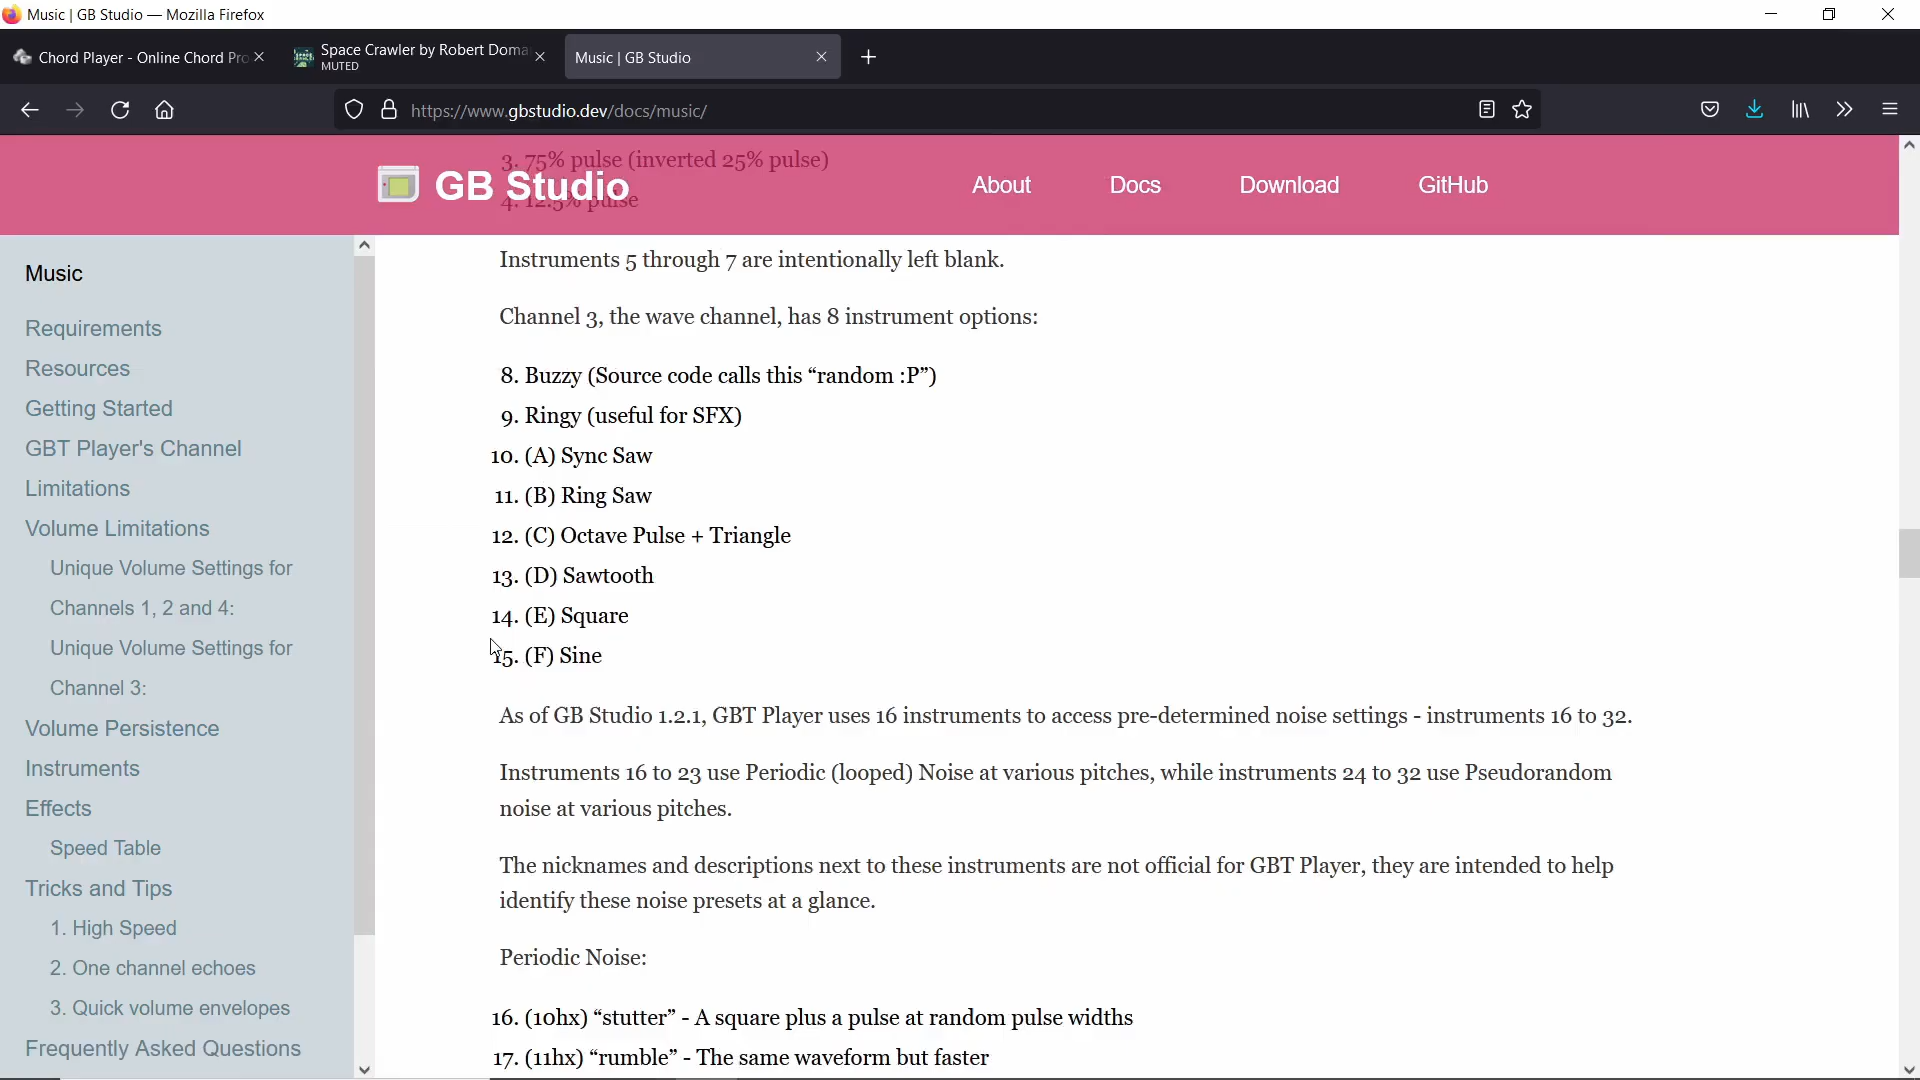 Music | GB Studio — Mozilla Firefox
Chord Player - Online Chord Pro
Space Crawler by Robert Doma
MUTED
Music | GB Studio
https://www.gbstudio.dev/docs/music/
3. 75% pulse (inverted 25% pulse)
GB Studio
About
Docs
Download
GitHub
4. 12.5% pulse
Music
Requirements
Resources
Getting Started
GBT Player's Channel
Limitations
Volume Limitations
Unique Volume Settings for
Channels 1, 2 and 4:
Unique Volume Settings for
Channel 3:
Volume Persistence
Instruments
Effects
Speed Table
Tricks and Tips
1. High Speed
2. One channel echoes
3. Quick volume envelopes
Frequently Asked Questions
Instruments 5 through 7 are intentionally left blank.
Channel 3, the wave channel, has 8 instrument options:
8. Buzzy (Source code calls this “random :P”)
9. Ringy (useful for SFX)
10. (A) Sync Saw
11. (B) Ring Saw
12. (C) Octave Pulse + Triangle
13. (D) Sawtooth
14. (E) Square
15. (F) Sine
As of GB Studio 1.2.1, GBT Player uses 16 instruments to access pre-determined noise settings - instruments 16 to 32.
Instruments 16 to 23 use Periodic (looped) Noise at various pitches, while instruments 24 to 32 use Pseudorandom
noise at various pitches.
The nicknames and descriptions next to these instruments are not official for GBT Player, they are intended to help
identify these noise presets at a glance.
Periodic Noise:
16. (10hx) “stutter” - A square plus a pulse at random pulse widths
17. (11hx) “rumble” - The same waveform but faster